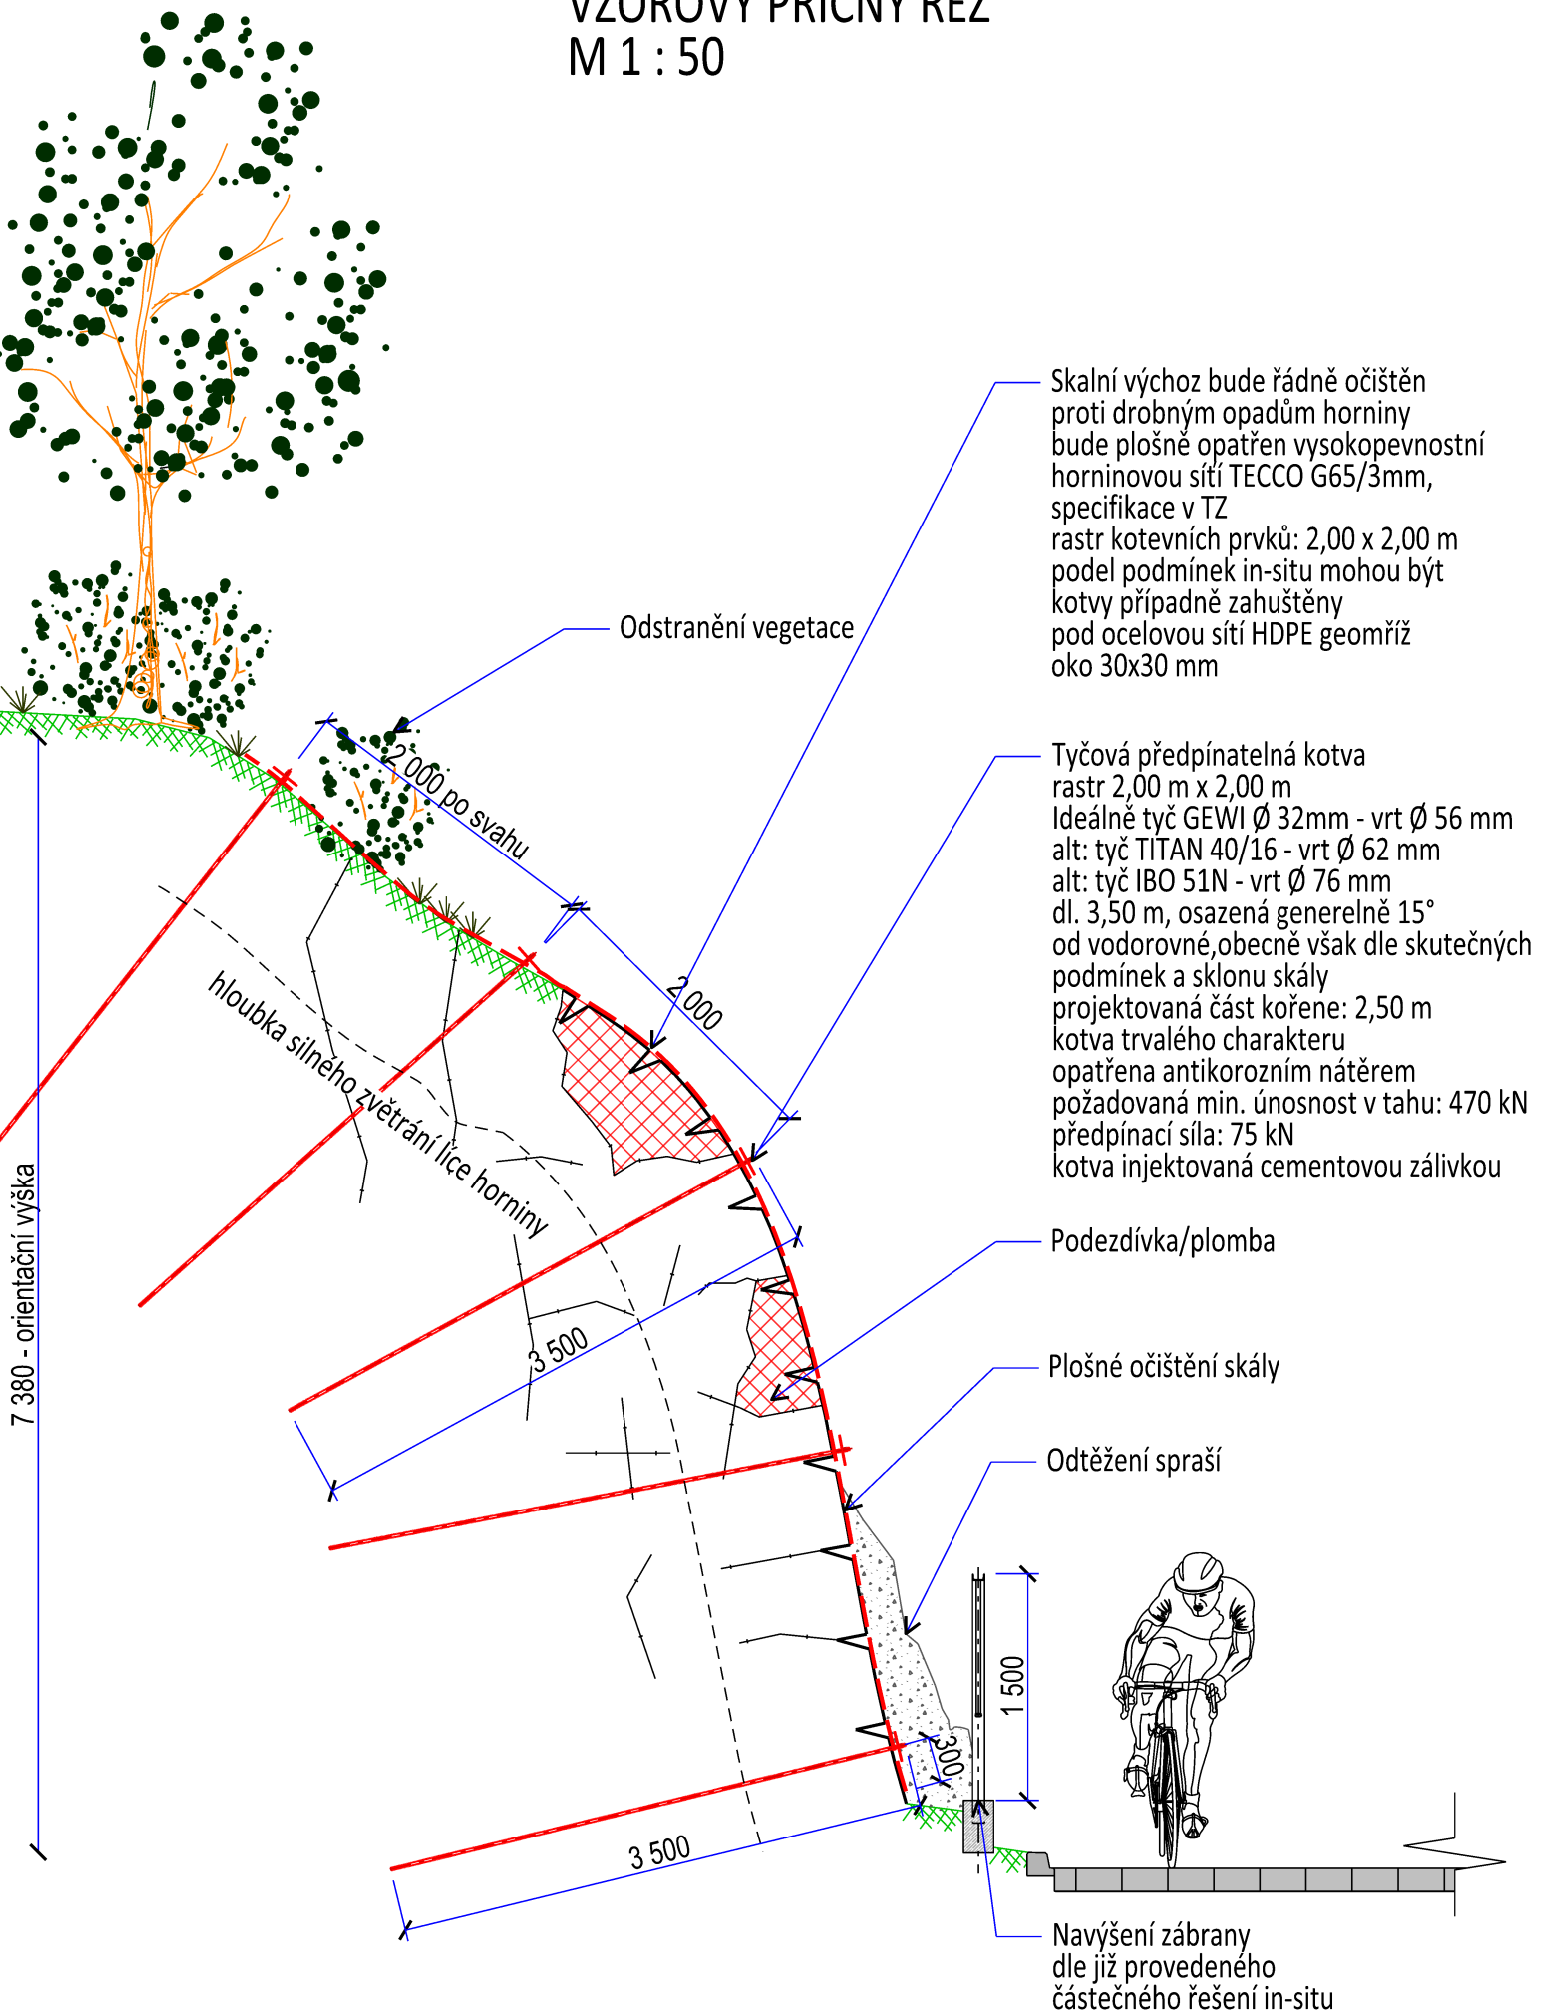 VZOROVÝ PŘÍČNÝ ŘEZ
M 1 : 50
Skalní výchoz bude řádně očištěn
proti drobným opadům horniny
bude plošně opatřen vysokopevnostní
horninovou sítí TECCO G65/3mm,
specifikace v TZ
rastr kotevních prvků: 2,00 x 2,00 m
podel podmínek in-situ mohou být
kotvy případně zahuštěny
pod ocelovou sítí HDPE geomříž
oko 30x30 mm
Odstranění vegetace
2 000 po svahu
Tyčová předpínatelná kotva
rastr 2,00 m x 2,00 m
Ideálně tyč GEWI Ø 32mm - vrt Ø 56 mm
alt: tyč TITAN 40/16 - vrt Ø 62 mm
alt: tyč IBO 51N - vrt Ø 76 mm
dl. 3,50 m, osazená generelně 15°
od vodorovné,obecně však dle skutečných
podmínek a sklonu skály
projektovaná část kořene: 2,50 m
kotva trvalého charakteru
opatřena antikorozním nátěrem
požadovaná min. únosnost v tahu: 470 kN
předpínací síla: 75 kN
kotva injektovaná cementovou zálivkou
2 000
hloubka silného zvětrání líce horniny
7 380 - orientační výška
Podezdívka/plomba
3 500
Plošné očištění skály
Odtěžení spraší
1 500
300
3 500
Navýšení zábrany
dle již provedeného
částečného řešení in-situ